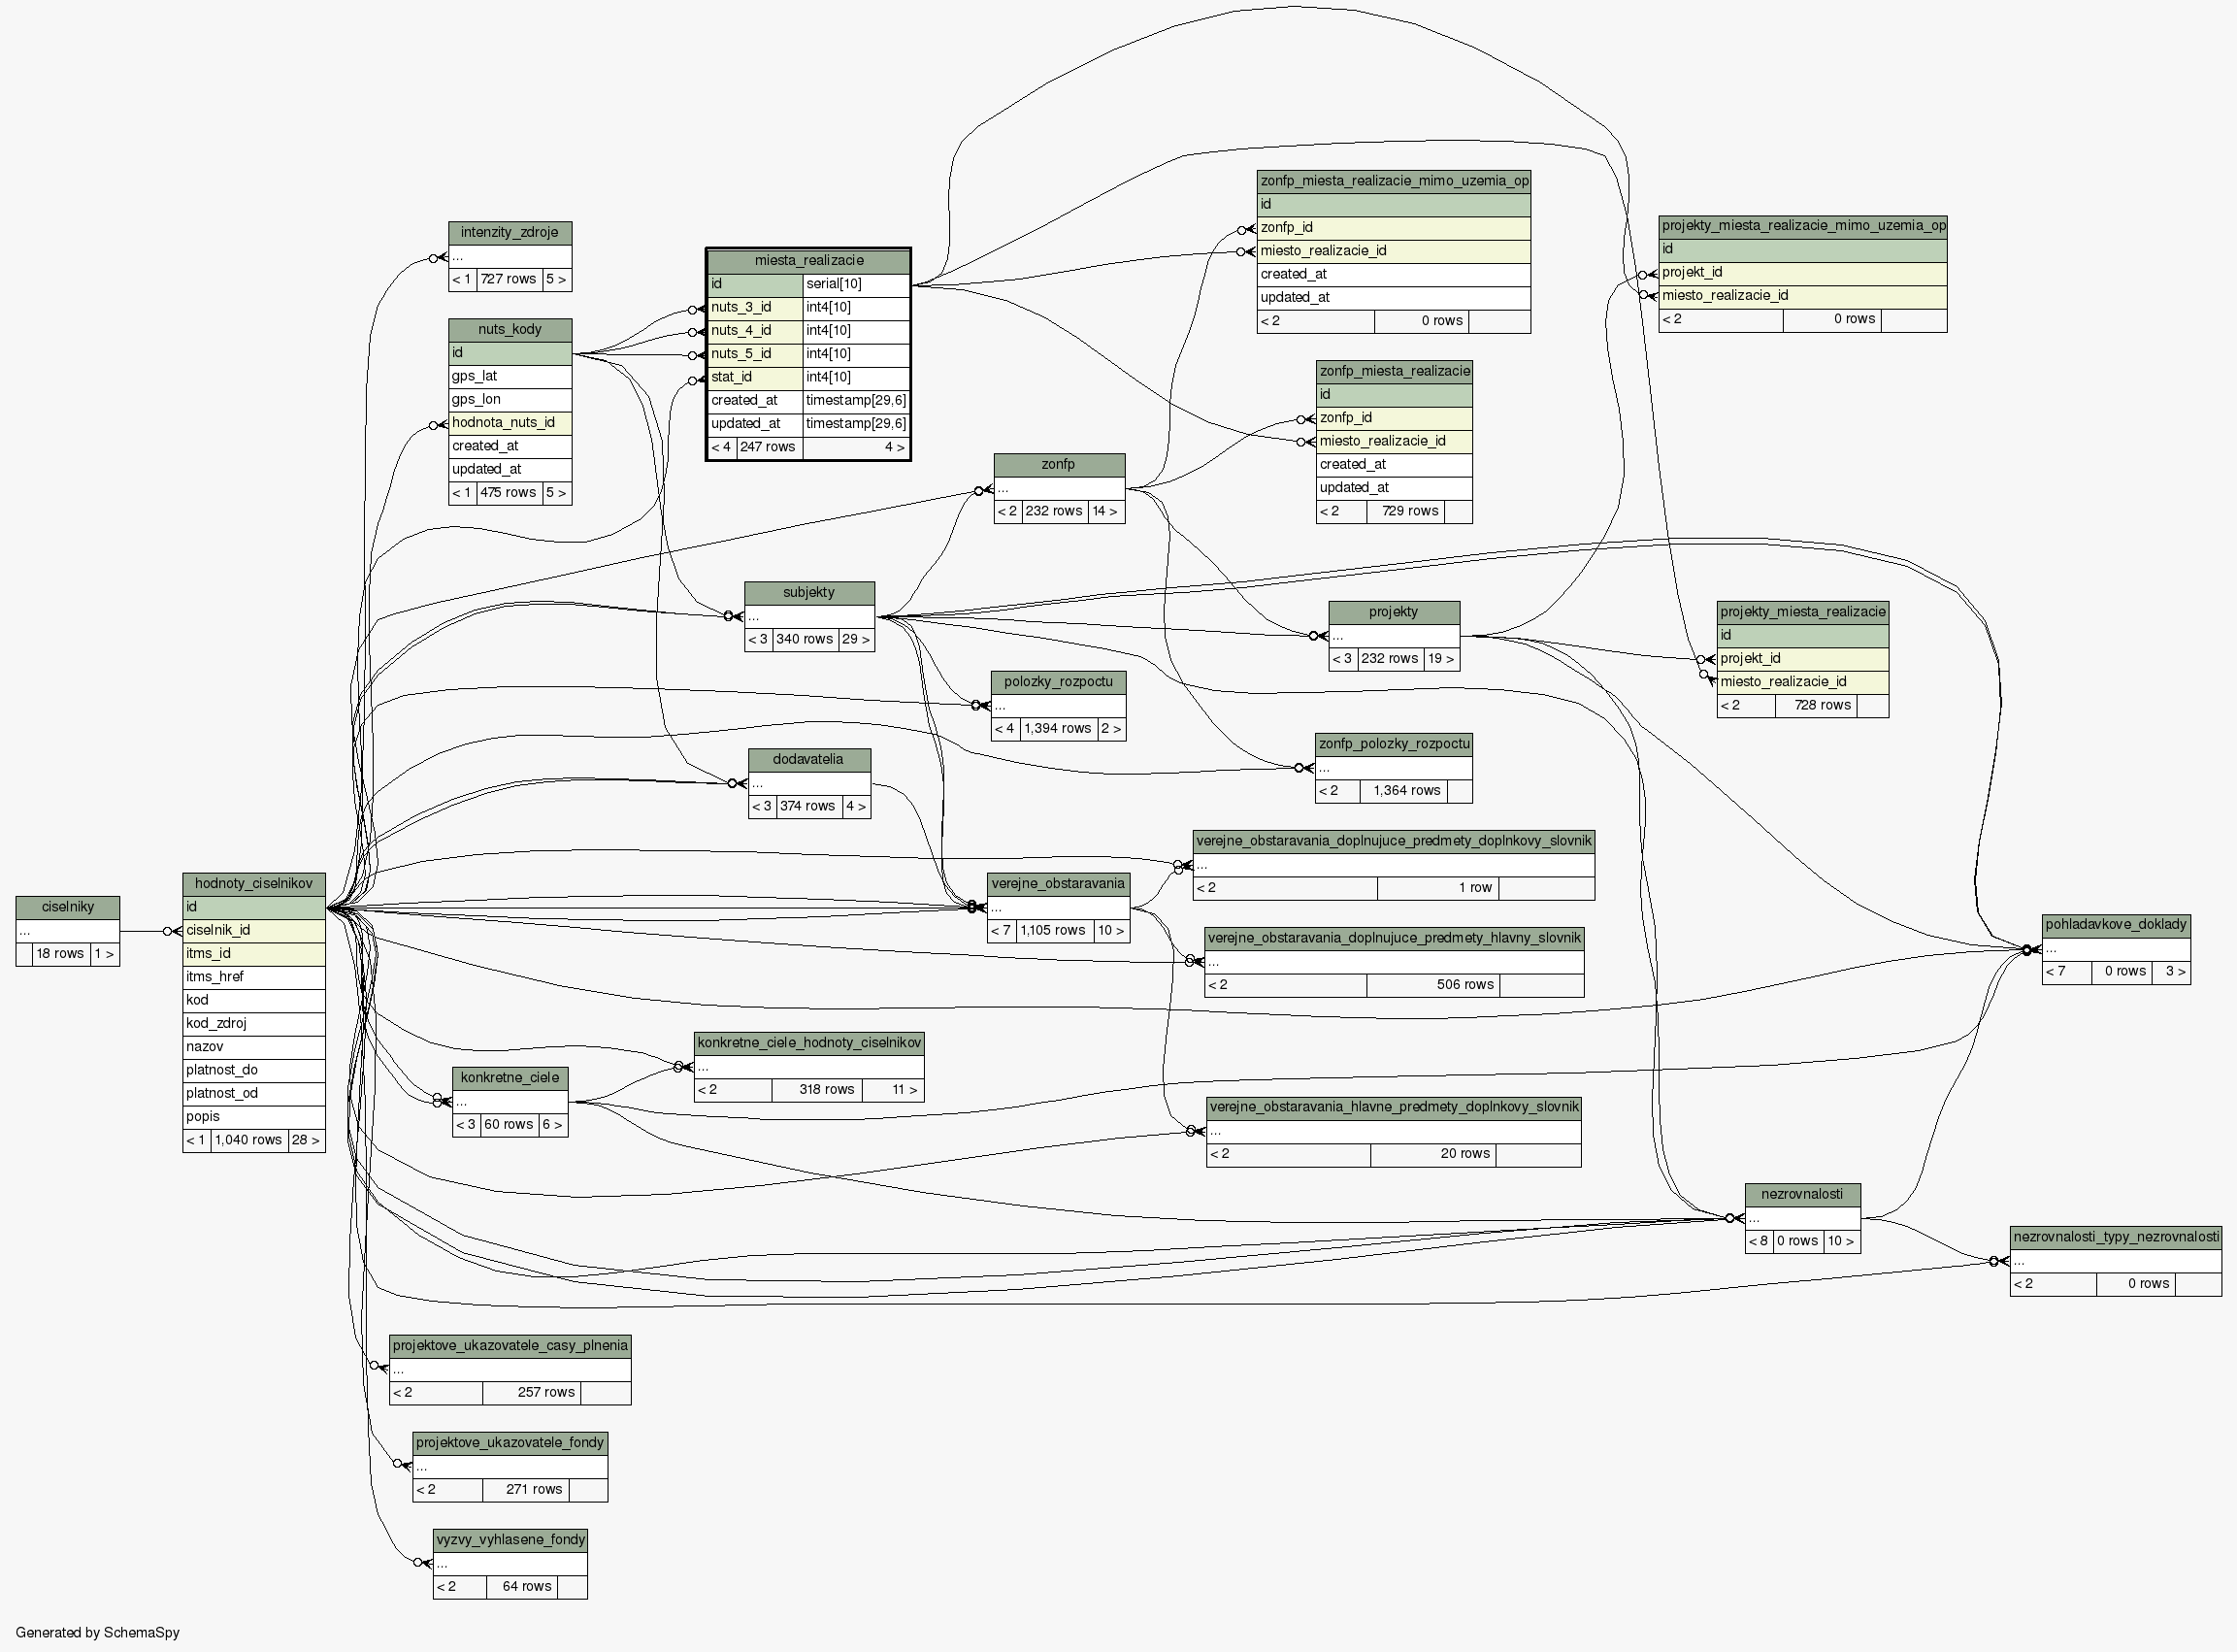 zonfp_miesta_realizacie_mimo_uzemia_op
id
zonfp_id
miesto_realizacie_id
created_at
updated_at
< 2 0 rows
projekty_miesta_realizacie_mimo_uzemia_op
id
projekt_id
miesto_realizacie_id
< 2 0 rows
intenzity_zdroje
...
< 1 727 rows 5 >
miesta_realizacie
id serial[10]
nuts_3_id int4[10]
nuts_4_id int4[10]
nuts_5_id int4[10]
stat_id int4[10]
created_at timestamp[29,6]
updated_at timestamp[29,6]
< 4 247 rows 4 >
nuts_kody
id
gps_lat
gps_lon
hodnota_nuts_id
created_at
updated_at
< 1 475 rows 5 >
zonfp_miesta_realizacie
id
zonfp_id
miesto_realizacie_id
created_at
updated_at
< 2 729 rows
zonfp
...
< 2 232 rows 14 >
subjekty
...
< 3 340 rows 29 >
projekty
...
< 3 232 rows 19 >
projekty_miesta_realizacie
id
projekt_id
miesto_realizacie_id
< 2 728 rows
polozky_rozpoctu
...
< 4 1,394 rows 2 >
zonfp_polozky_rozpoctu
...
< 2 1,364 rows
dodavatelia
...
< 3 374 rows 4 >
verejne_obstaravania_doplnujuce_predmety_doplnkovy_slovnik
...
< 2 1 row
ciselniky
...
18 rows 1 >
hodnoty_ciselnikov
id
ciselnik_id
itms_id
itms_href
kod
kod_zdroj
nazov
platnost_do
platnost_od
popis
< 1 1,040 rows 28 >
verejne_obstaravania
...
< 7 1,105 rows 10 >
verejne_obstaravania_doplnujuce_predmety_hlavny_slovnik
...
< 2 506 rows
pohladavkove_doklady
...
< 7 0 rows 3 >
konkretne_ciele_hodnoty_ciselnikov
...
< 2 318 rows 11 >
konkretne_ciele
...
< 3 60 rows 6 >
verejne_obstaravania_hlavne_predmety_doplnkovy_slovnik
...
< 2 20 rows
nezrovnalosti
...
< 8 0 rows 10 >
nezrovnalosti_typy_nezrovnalosti
...
< 2 0 rows
projektove_ukazovatele_casy_plnenia
...
< 2 257 rows
projektove_ukazovatele_fondy
...
< 2 271 rows
vyzvy_vyhlasene_fondy
...
< 2 64 rows
Generated by SchemaSpy